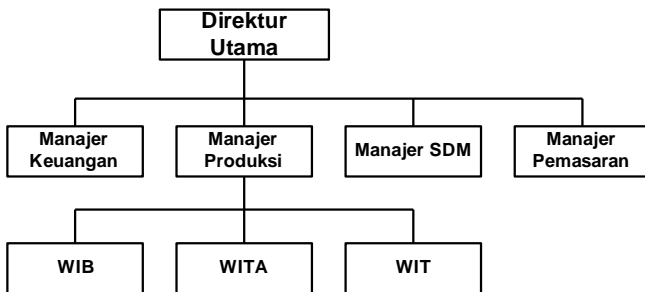 Direktur
Utama
Manajer
Keuangan
Manajer
Produksi
Manajer SDM
Manajer
Pemasaran
WIB
WITA
WIT